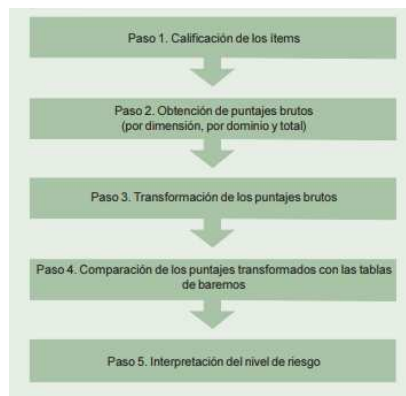 Paso 1. Calificación de los ítems
Paso 2. Obtención de puntajes brutos
(por dimensión, por dominio y total)
Paso 3. Transformación de los puntajes brutos
Paso 4. Comparación de los puntajes transformados con las tablas
de baremos
Paso 5. Interpretación del nivel de riesgo